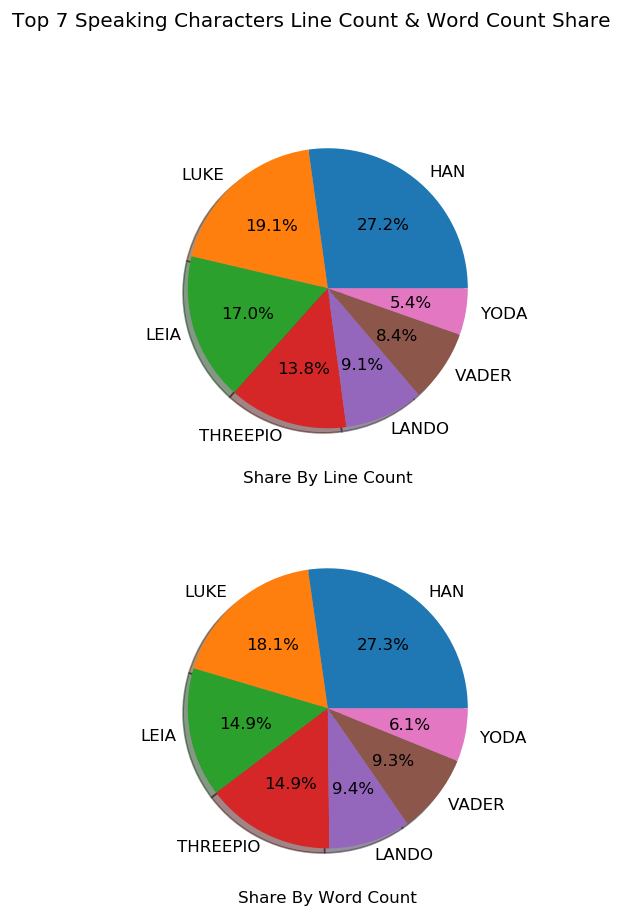 Top 7 Speaking Characters Line Count & Word Count Share
HAN
LUKE
27.2%
19.1%
5.4%
YODA
17.0%
LEIA
8.4%
13.8%
9.1%
VADER
LANDO
THREEPIO
Share By Line Count
HAN
LUKE
27.3%
18.1%
6.1%
YODA
14.9%
LEIA
9.3%
14.9%
9.4%
VADER
THREEPIO
LANDO
Share By Word Count